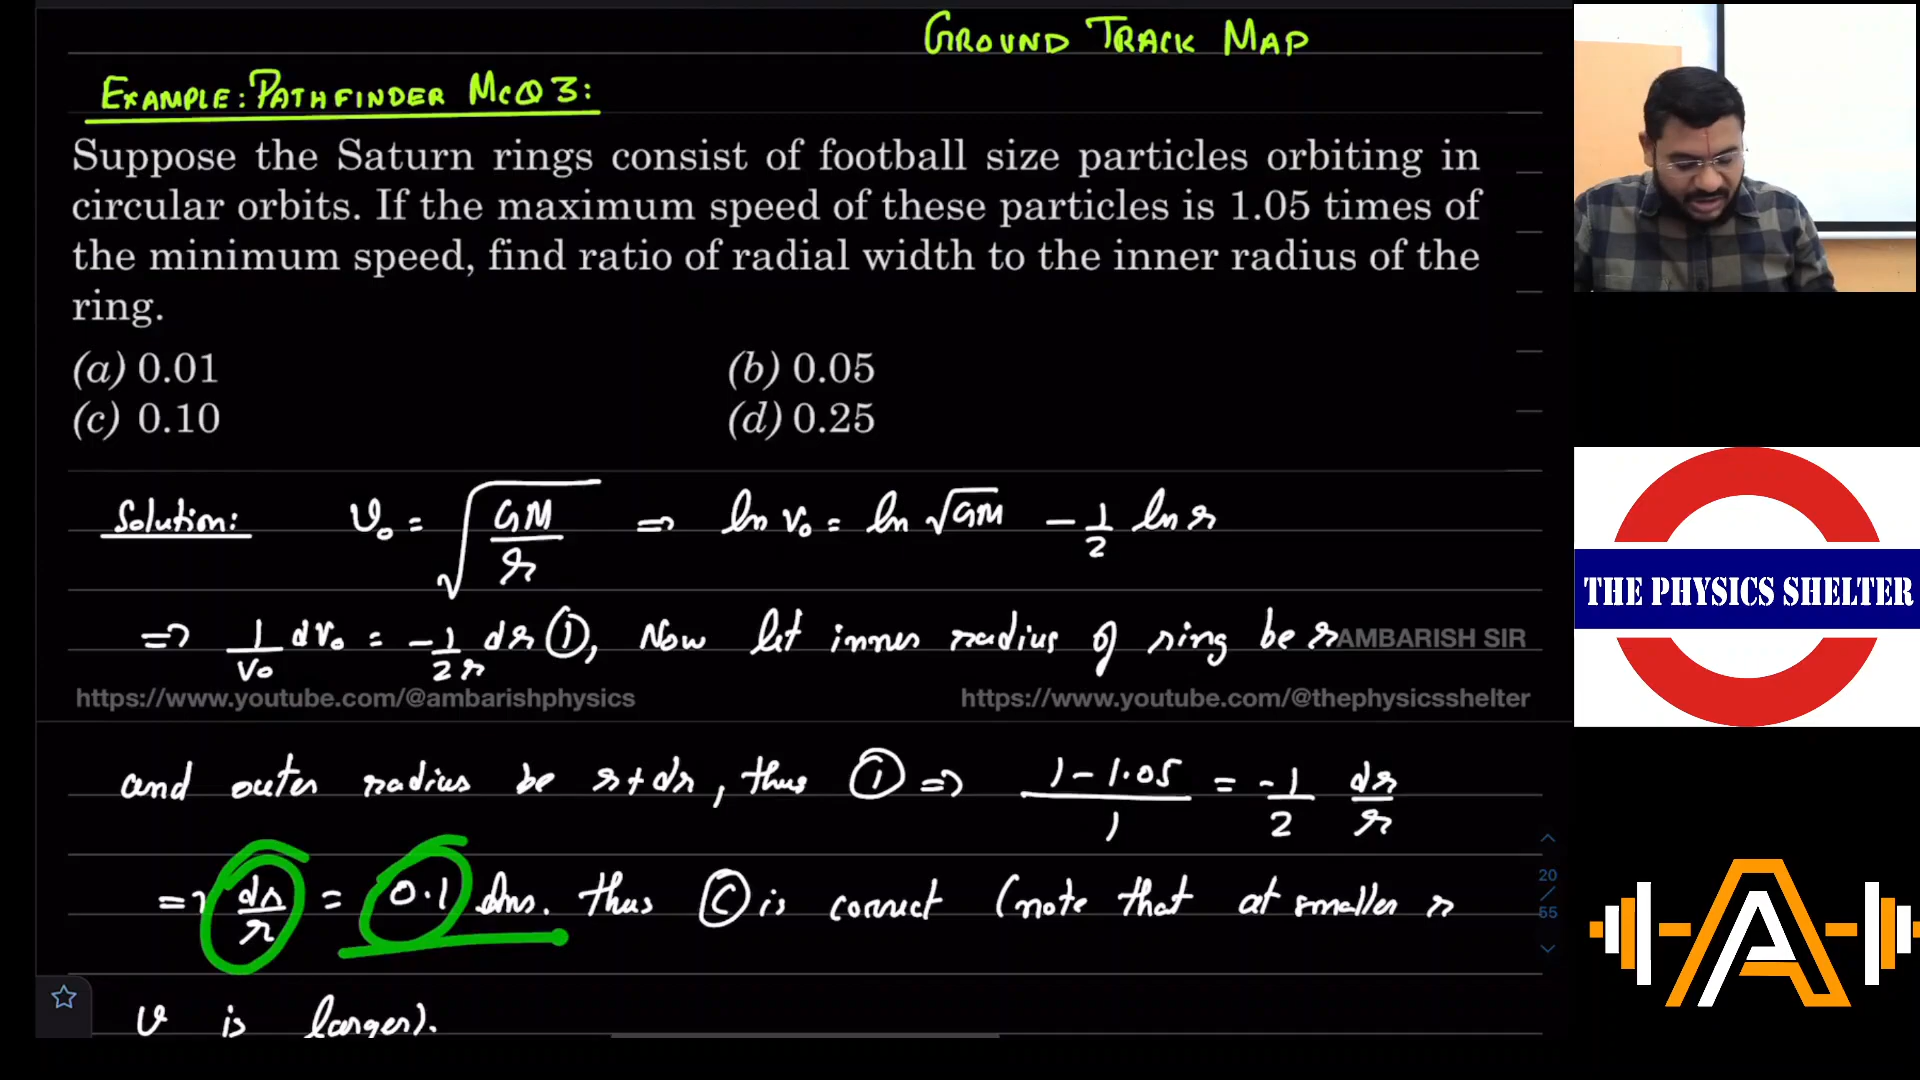 GROUND TRACK MAP
EXAMPLE: PATHFINDER MCQ 3:
Suppose the Saturn rings consist of football size particles orbiting in
circular orbits. If the maximum speed of these particles is 1.05 times of
the minimum speed, find ratio of radial width to the inner radius of the
ring.
(a) 0.01 (b) 0.05
(c) 0.10 (d) 0.25
Solution: v₀ = √(GM/r) ⇒ ln v₀ = ln √GM − 1/2 ln r
⇒ 1/v₀ dv₀ = −1/2r dr ①, Now let inner radius of ring be r
AMBARISH SIR
https://www.youtube.com/@ambarishphysics https://www.youtube.com/@thephysicsshelter
and outer radius be r+dr, thus ① ⇒ (1 − 1.05)/1 = −1/2 dr/r
⇒ dr/r = 0.1 Ans. thus ⓒ is correct (note that at smaller r
v is larger).
20/55
THE PHYSICS SHELTER